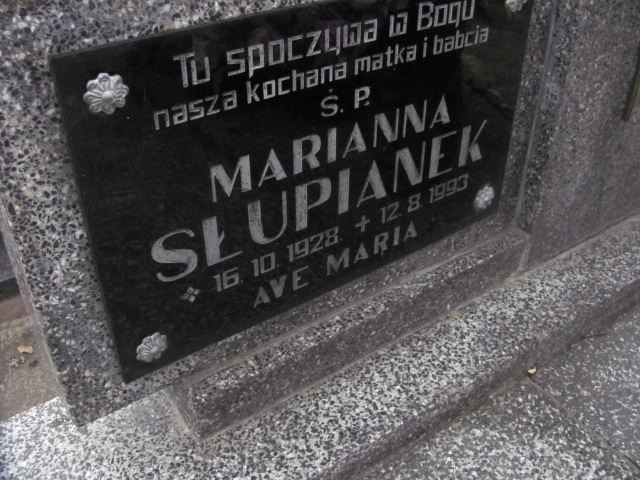 Tu spoczywa w Bogu
nasza kochana matka i babcia
Ś. P.
MARIANNA
SŁUPIANEK
16.10.1928. + 12.8.1993
AVE MARIA